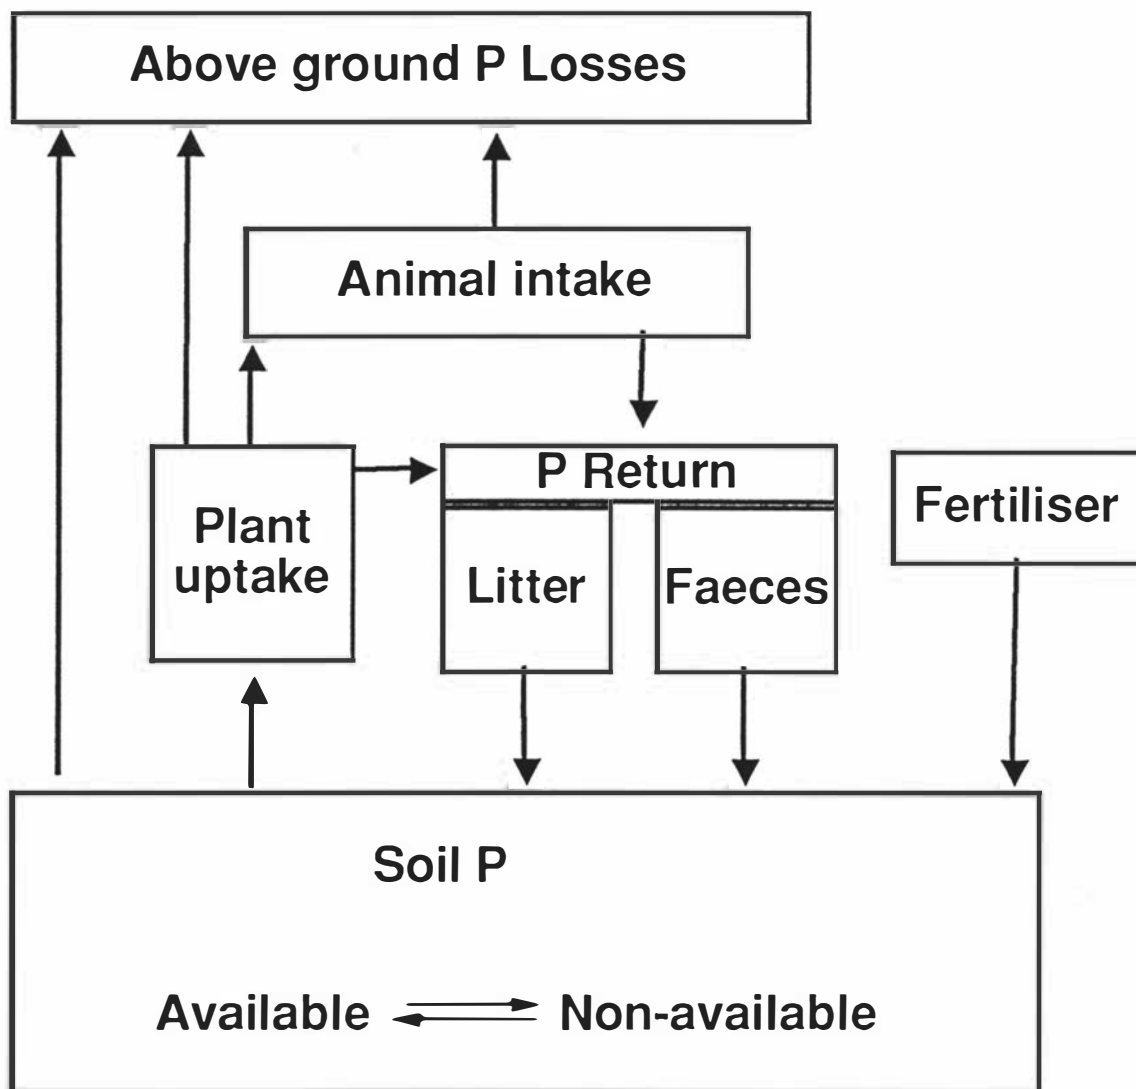 Above ground P Losses
Animal intake
P Return
Fertiliser
Plant
uptake
Litter
Faeces
Soil P
Available
Non-available